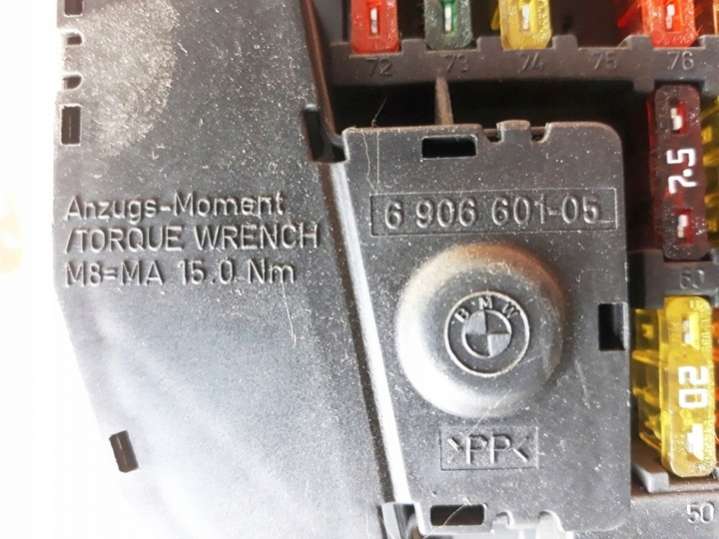 72 73 74 75 76
Anzugs-Moment
/TORQUE WRENCH
M8=MA 15.0 Nm
6 906 601-05
BMW
>PP<
7.5
20
50